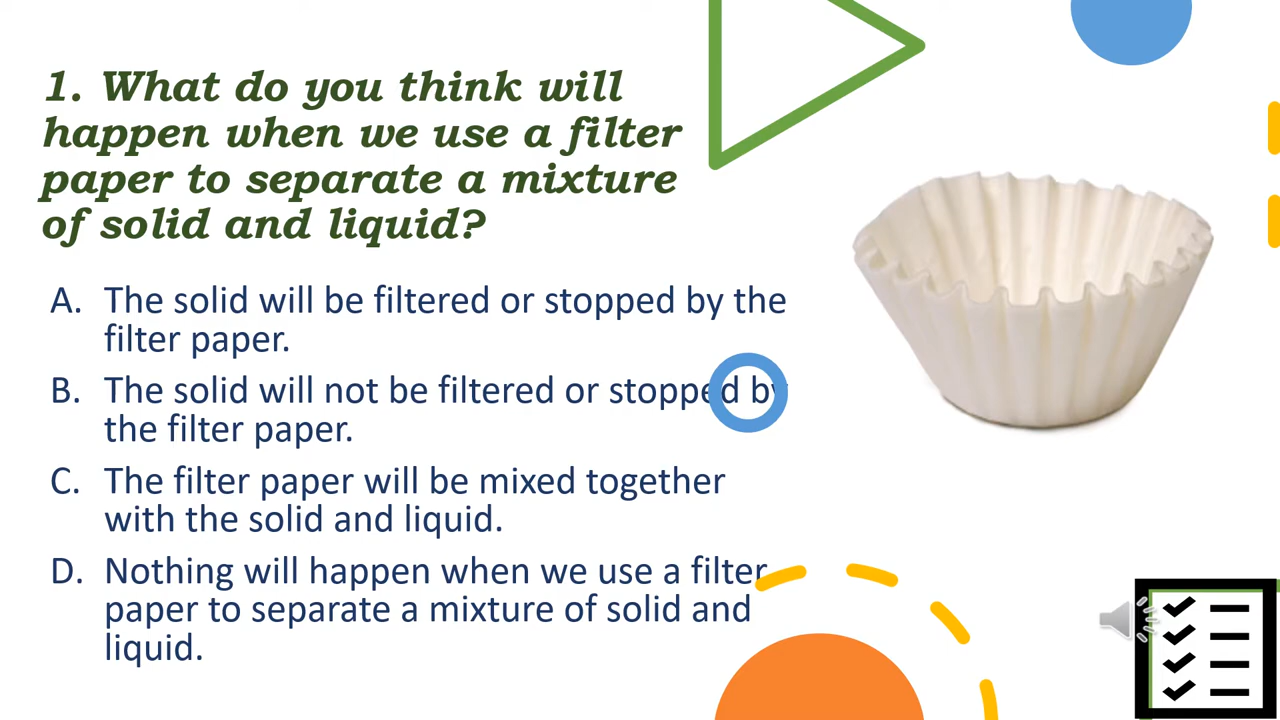 1. What do you think will
happen when we use a filter
paper to separate a mixture
of solid and liquid?
A. The solid will be filtered or stopped by the
filter paper.
B. The solid will not be filtered or stopped by
the filter paper.
C. The filter paper will be mixed together
with the solid and liquid.
D. Nothing will happen when we use a filter
paper to separate a mixture of solid and
liquid.